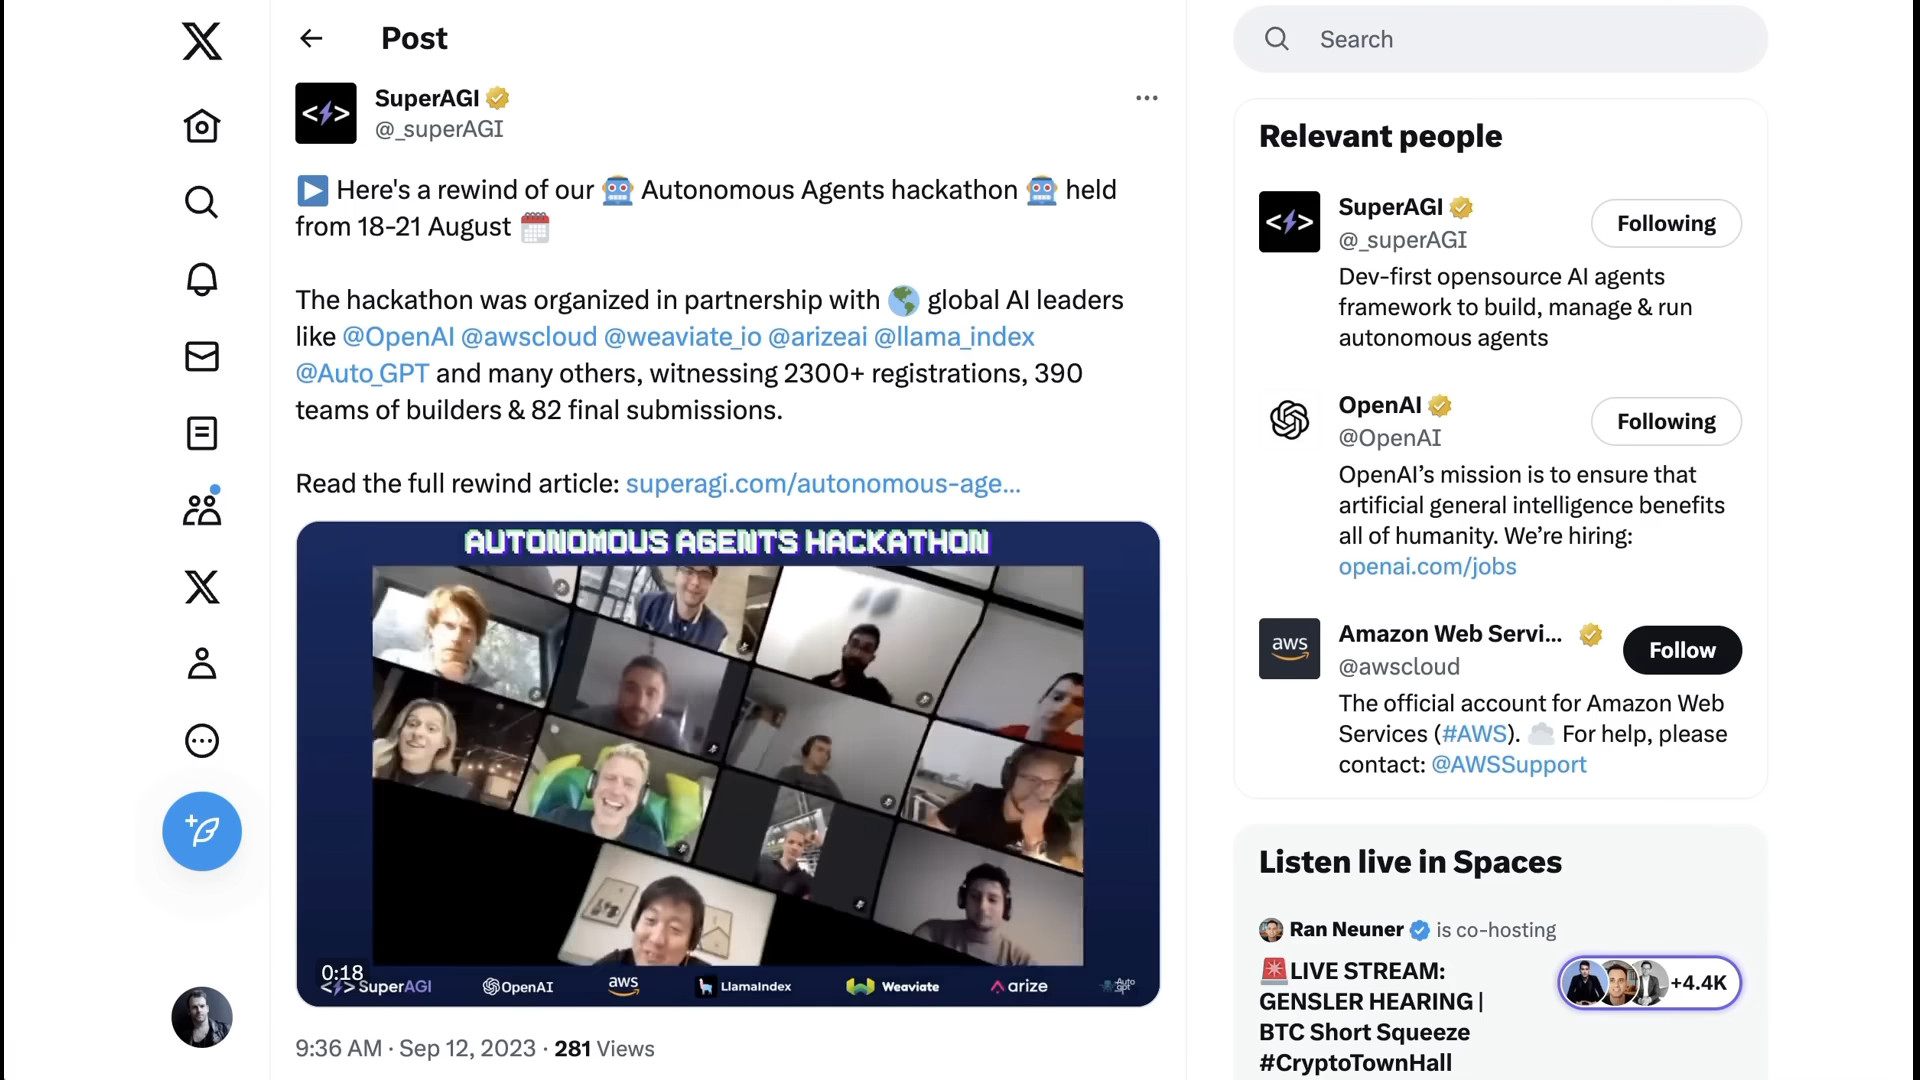 Post
SuperAGI
@_superAGI
Here's a rewind of our Autonomous Agents hackathon held
from 18-21 August
The hackathon was organized in partnership with global AI leaders
like @OpenAI @awscloud @weaviate_io @arizeai @llama_index
@Auto_GPT and many others, witnessing 2300+ registrations, 390
teams of builders & 82 final submissions.
Read the full rewind article: superagi.com/autonomous-age...
AUTONOMOUS AGENTS HACKATHON
0:18
SuperAGI OpenAI aws LlamaIndex Weaviate arize Auto
gpt
9:36 AM · Sep 12, 2023 · 281 Views
Search
Relevant people
SuperAGI
@_superAGI
Following
Dev-first opensource AI agents
framework to build, manage & run
autonomous agents
OpenAI
@OpenAI
Following
OpenAI’s mission is to ensure that
artificial general intelligence benefits
all of humanity. We’re hiring:
openai.com/jobs
aws
Amazon Web Servi...
@awscloud
Follow
The official account for Amazon Web
Services (#AWS). For help, please
contact: @AWSSupport
Listen live in Spaces
Ran Neuner is co-hosting
LIVE STREAM:
GENSLER HEARING |
BTC Short Squeeze
#CryptoTownHall
+4.4K